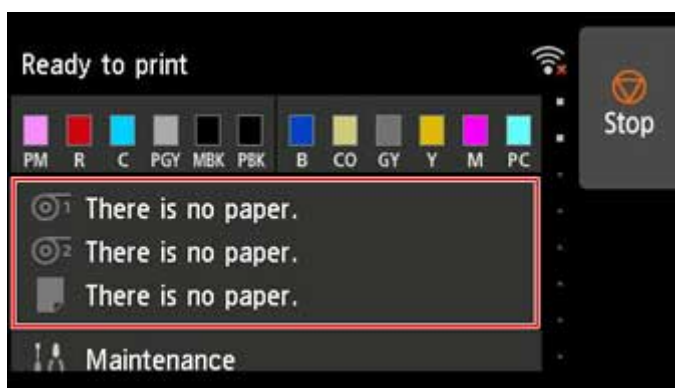 Ready to print
Stop
PM R C PGY MBK PBK B CO GY Y M PC
1 There is no paper.
2 There is no paper.
There is no paper.
Maintenance